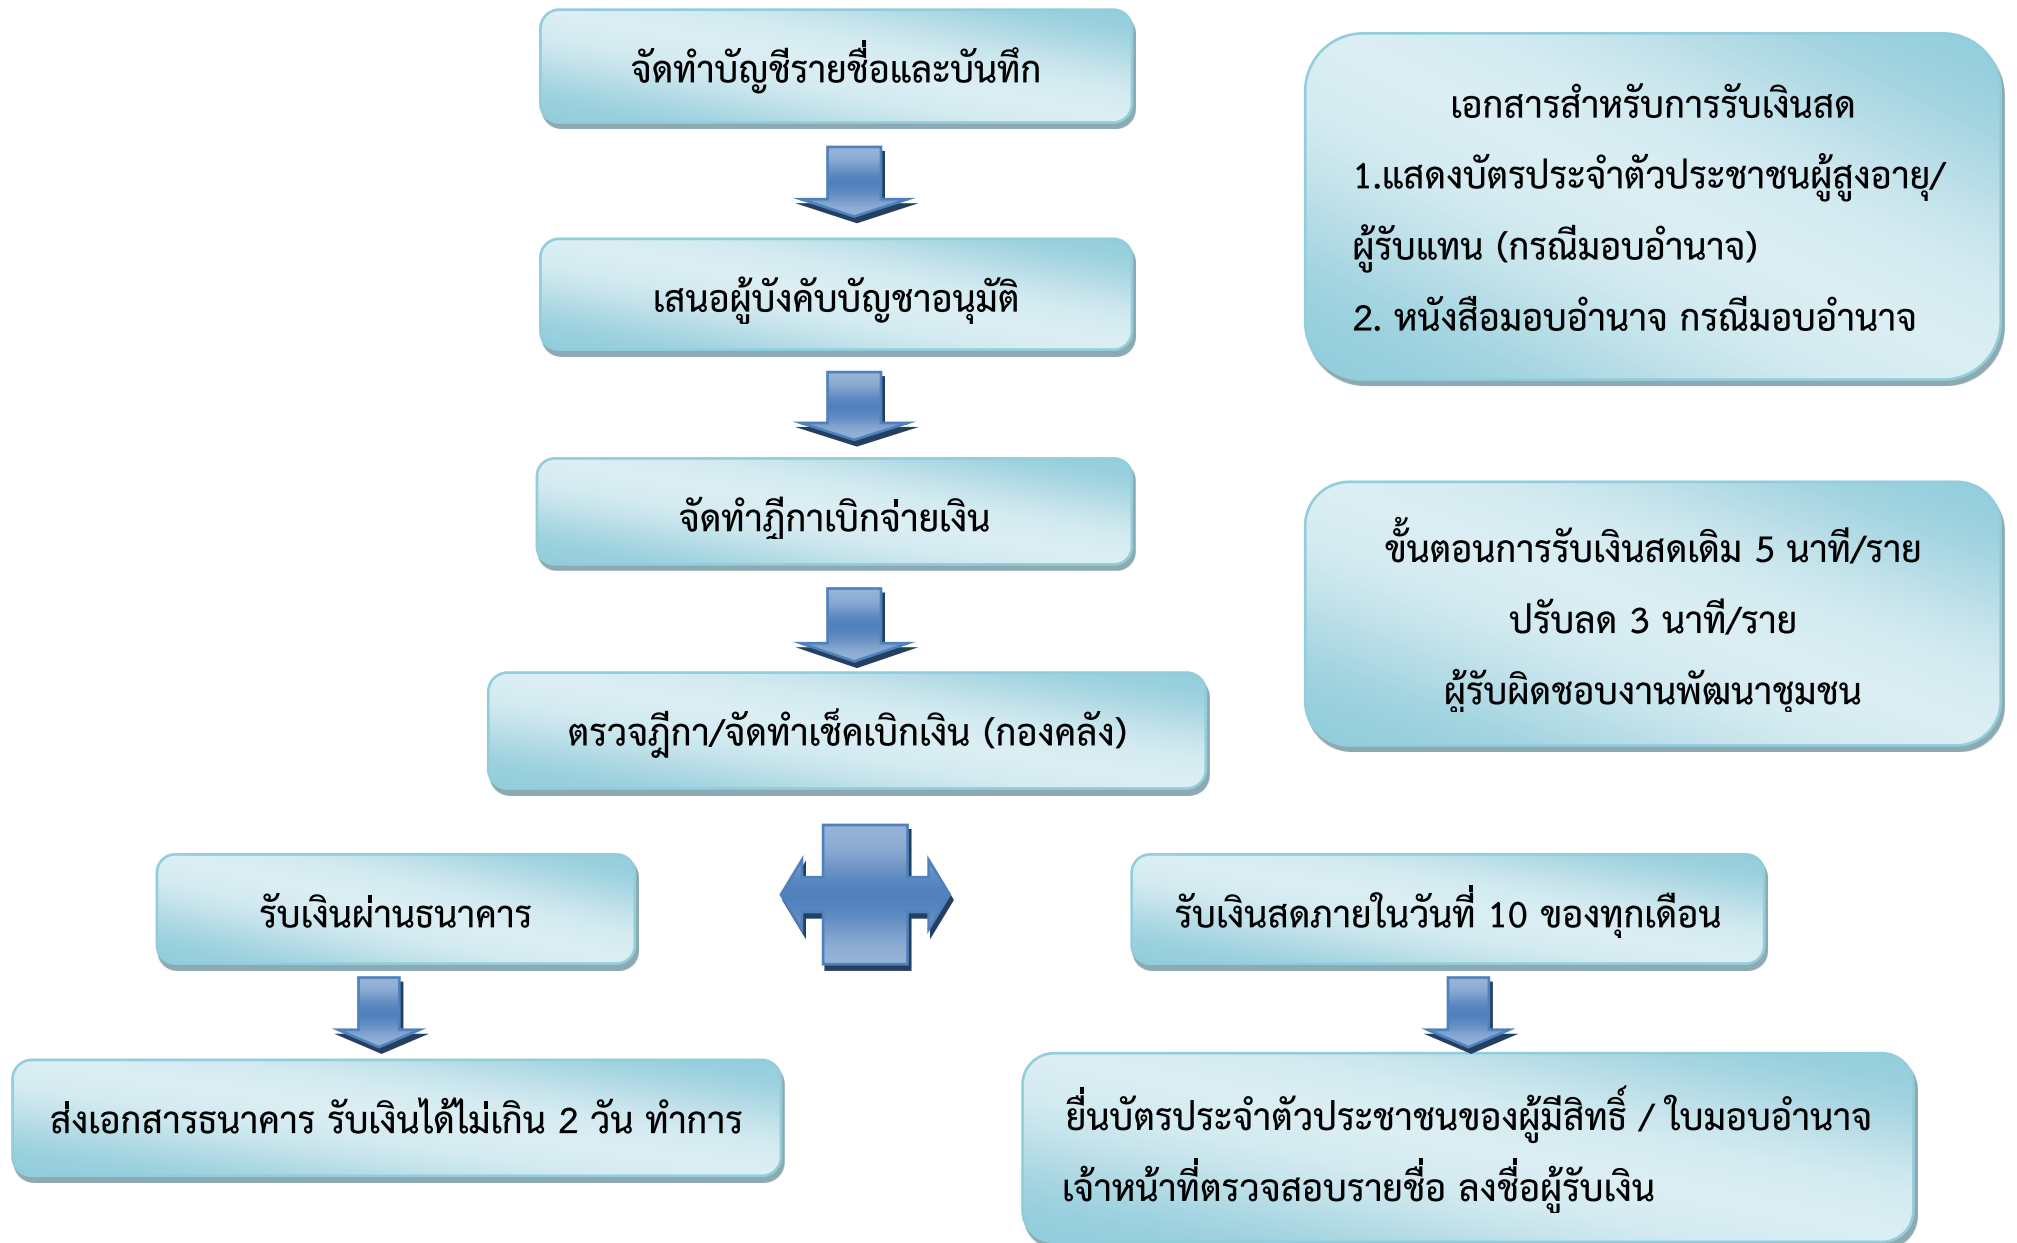 จัดทำบัญชีรายชื่อและบันทึก
เสนอผู้บังคับบัญชาอนุมัติ
จัดทำฎีกาเบิกจ่ายเงิน
ตรวจฎีกา/จัดทำเช็คเบิกเงิน (กองคลัง)
รับเงินผ่านธนาคาร
ส่งเอกสารธนาคาร รับเงินได้ไม่เกิน 2 วัน ทำการ
รับเงินสดภายในวันที่ 10 ของทุกเดือน
ยื่นบัตรประจำตัวประชาชนของผู้มีสิทธิ์ / ใบมอบอำนาจ
เจ้าหน้าที่ตรวจสอบรายชื่อ ลงชื่อผู้รับเงิน
เอกสารสำหรับการรับเงินสด
1.แสดงบัตรประจำตัวประชาชนผู้สูงอายุ/
ผู้รับแทน (กรณีมอบอำนาจ)
2. หนังสือมอบอำนาจ กรณีมอบอำนาจ
ขั้นตอนการรับเงินสดเดิม 5 นาที/ราย
ปรับลด 3 นาที/ราย
ผู้รับผิดชอบงานพัฒนาชุมชน